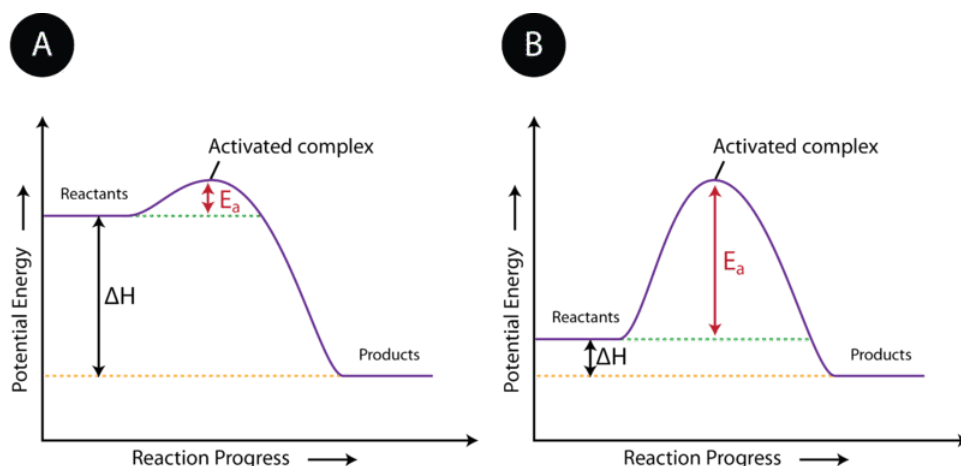 A
Activated complex
Reactants
Eₐ
ΔH
Products
Potential Energy
Reaction Progress
B
Activated complex
Eₐ
Reactants
ΔH
Products
Potential Energy
Reaction Progress